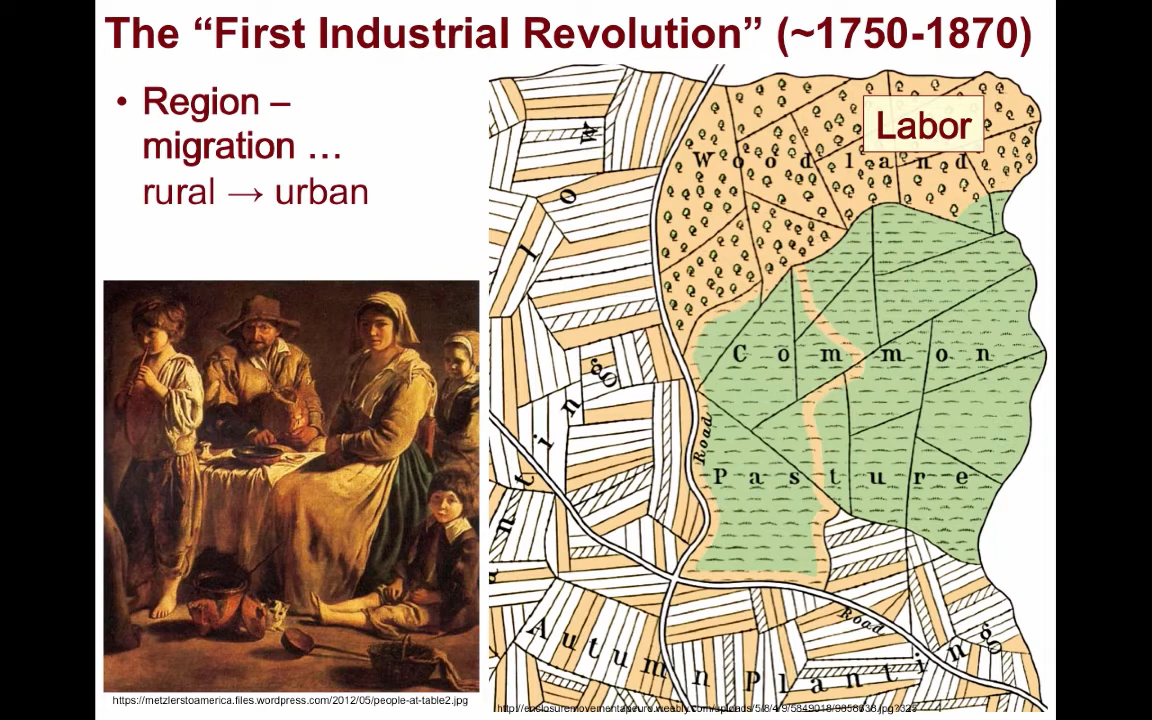 The “First Industrial Revolution” (~1750-1870)
• Region –
migration …
rural → urban
Labor
Woodland
Common
Pasture
Road
Road
Autumn Planting
https://metzlerstoamerica.files.wordpress.com/2012/05/people-at-table2.jpg